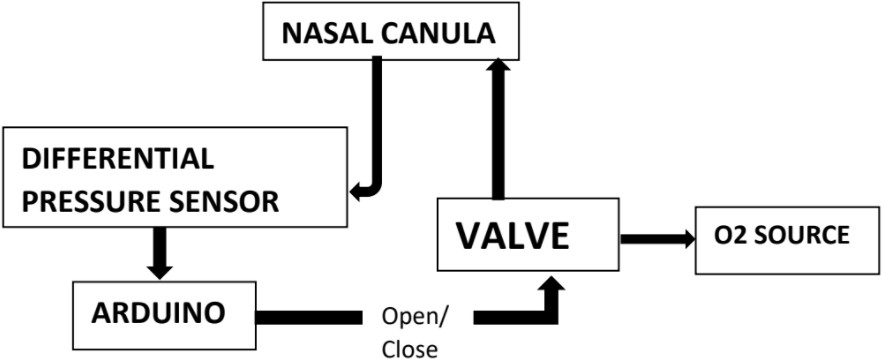 NASAL CANULA
DIFFERENTIAL
PRESSURE SENSOR
VALVE
O2 SOURCE
ARDUINO
Open/
Close